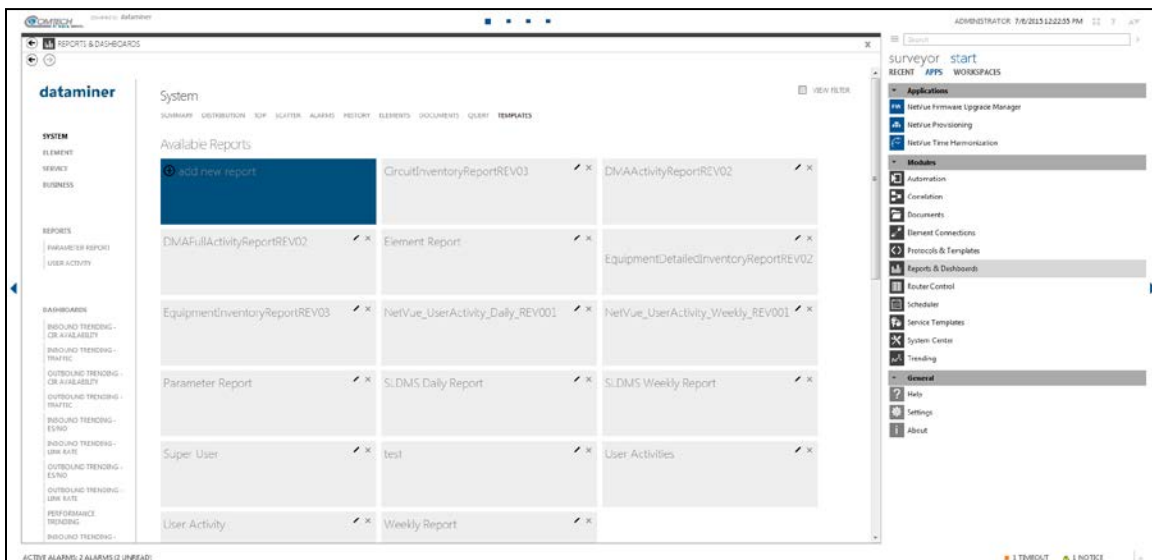 COMTECH POWERED BY dataminer
ADMINISTRATOR 7/6/2015 12:22:55 PM ?
REPORTS & DASHBOARDS X
dataminer
SYSTEM
ELEMENT
SERVICE
BUSINESS
REPORTS
PARAMETER REPORT
USER ACTIVITY
DASHBOARDS
INBOUND TRENDING -
CIR AVAILABILITY
INBOUND TRENDING -
TRAFFIC
OUTBOUND TRENDING -
CIR AVAILABILITY
OUTBOUND TRENDING -
TRAFFIC
INBOUND TRENDING -
ES/NO
INBOUND TRENDING -
LINK RATE
OUTBOUND TRENDING -
ES/NO
OUTBOUND TRENDING -
LINK RATE
PERFORMANCE
TRENDING
INBOUND TRENDING -
System
VIEW FILTER
SUMMARY DISTRIBUTION TOP SCATTER ALARMS HISTORY ELEMENTS DOCUMENTS QUERY TEMPLATES
Available Reports
add new report
CircuitInventoryReportREV03
DMAActivityReportREV02
DMAFullActivityReportREV02
Element Report
EquipmentDetailedInventoryReportREV02
EquipmentInventoryReportREV03
NetVue_UserActivity_Daily_REV001
NetVue_UserActivity_Weekly_REV001
Parameter Report
SLDMS Daily Report
SLDMS Weekly Report
Super User
test
User Activities
User Activity
Weekly Report
Search
surveyor start
RECENT APPS WORKSPACES
Applications
NetVue Firmware Upgrade Manager
NetVue Provisioning
NetVue Time Harmonization
Modules
Automation
Correlation
Documents
Element Connections
Protocols & Templates
Reports & Dashboards
Router Control
Scheduler
Service Templates
System Center
Trending
General
Help
Settings
About
ACTIVE ALARMS: 2 ALARMS (2 UNREAD)
1 TIMEOUT 1 NOTICE